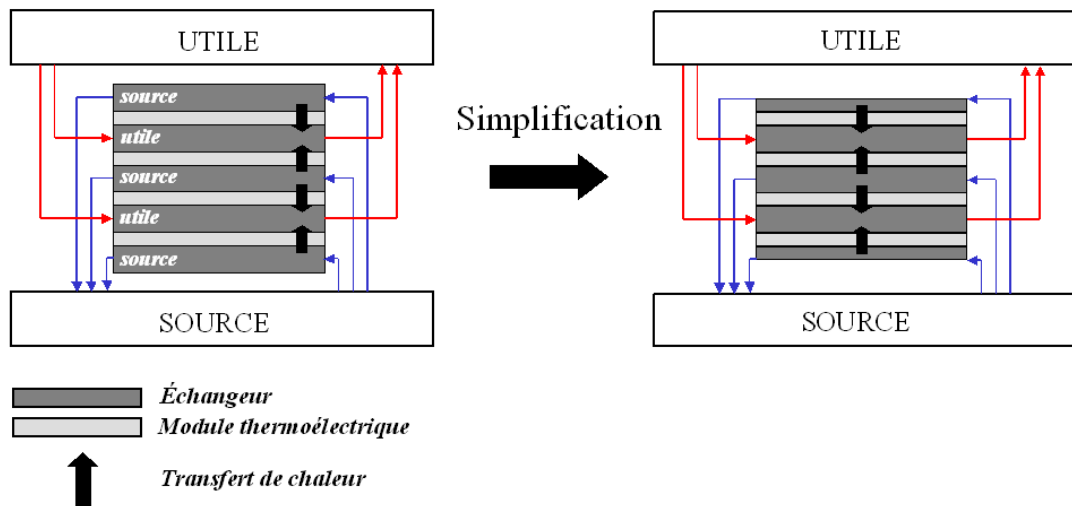 UTILE
source
utile
source
utile
source
SOURCE
Simplification
UTILE
SOURCE
Échangeur
Module thermoélectrique
Transfert de chaleur